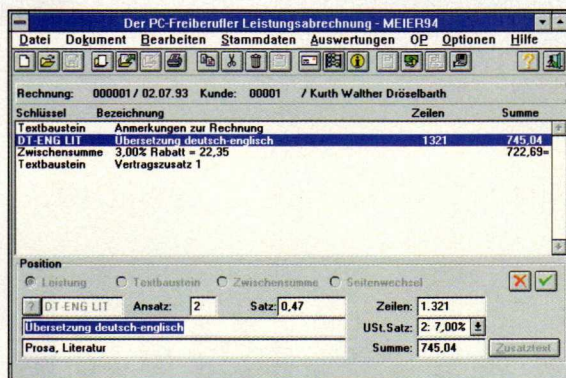 Der PC-Freiberufler Leistungsabrechnung - MEIER94
Datei Dokument Bearbeiten Stammdaten Auswertungen OP Optionen Hilfe
Rechnung: 000001 / 02.07.93 Kunde: 00001 / Kurth Walther Dröselbarth
Schlüssel Bezeichnung Zeilen Summe
Textbaustein Anmerkungen zur Rechnung
DT-ENG LIT Übersetzung deutsch-englisch 1321 745,04
Zwischensumme 3,00% Rabatt = 22,35 722,69=
Textbaustein Vertragszusatz 1
Position
Leistung Textbaustein Zwischensumme Seitenwechsel
? DT-ENG LIT Ansatz: 2 Satz: 0,47 Zeilen: 1.321
Übersetzung deutsch-englisch USt.Satz: 2: 7,00%
Prosa, Literatur Summe: 745,04 Zusatztext